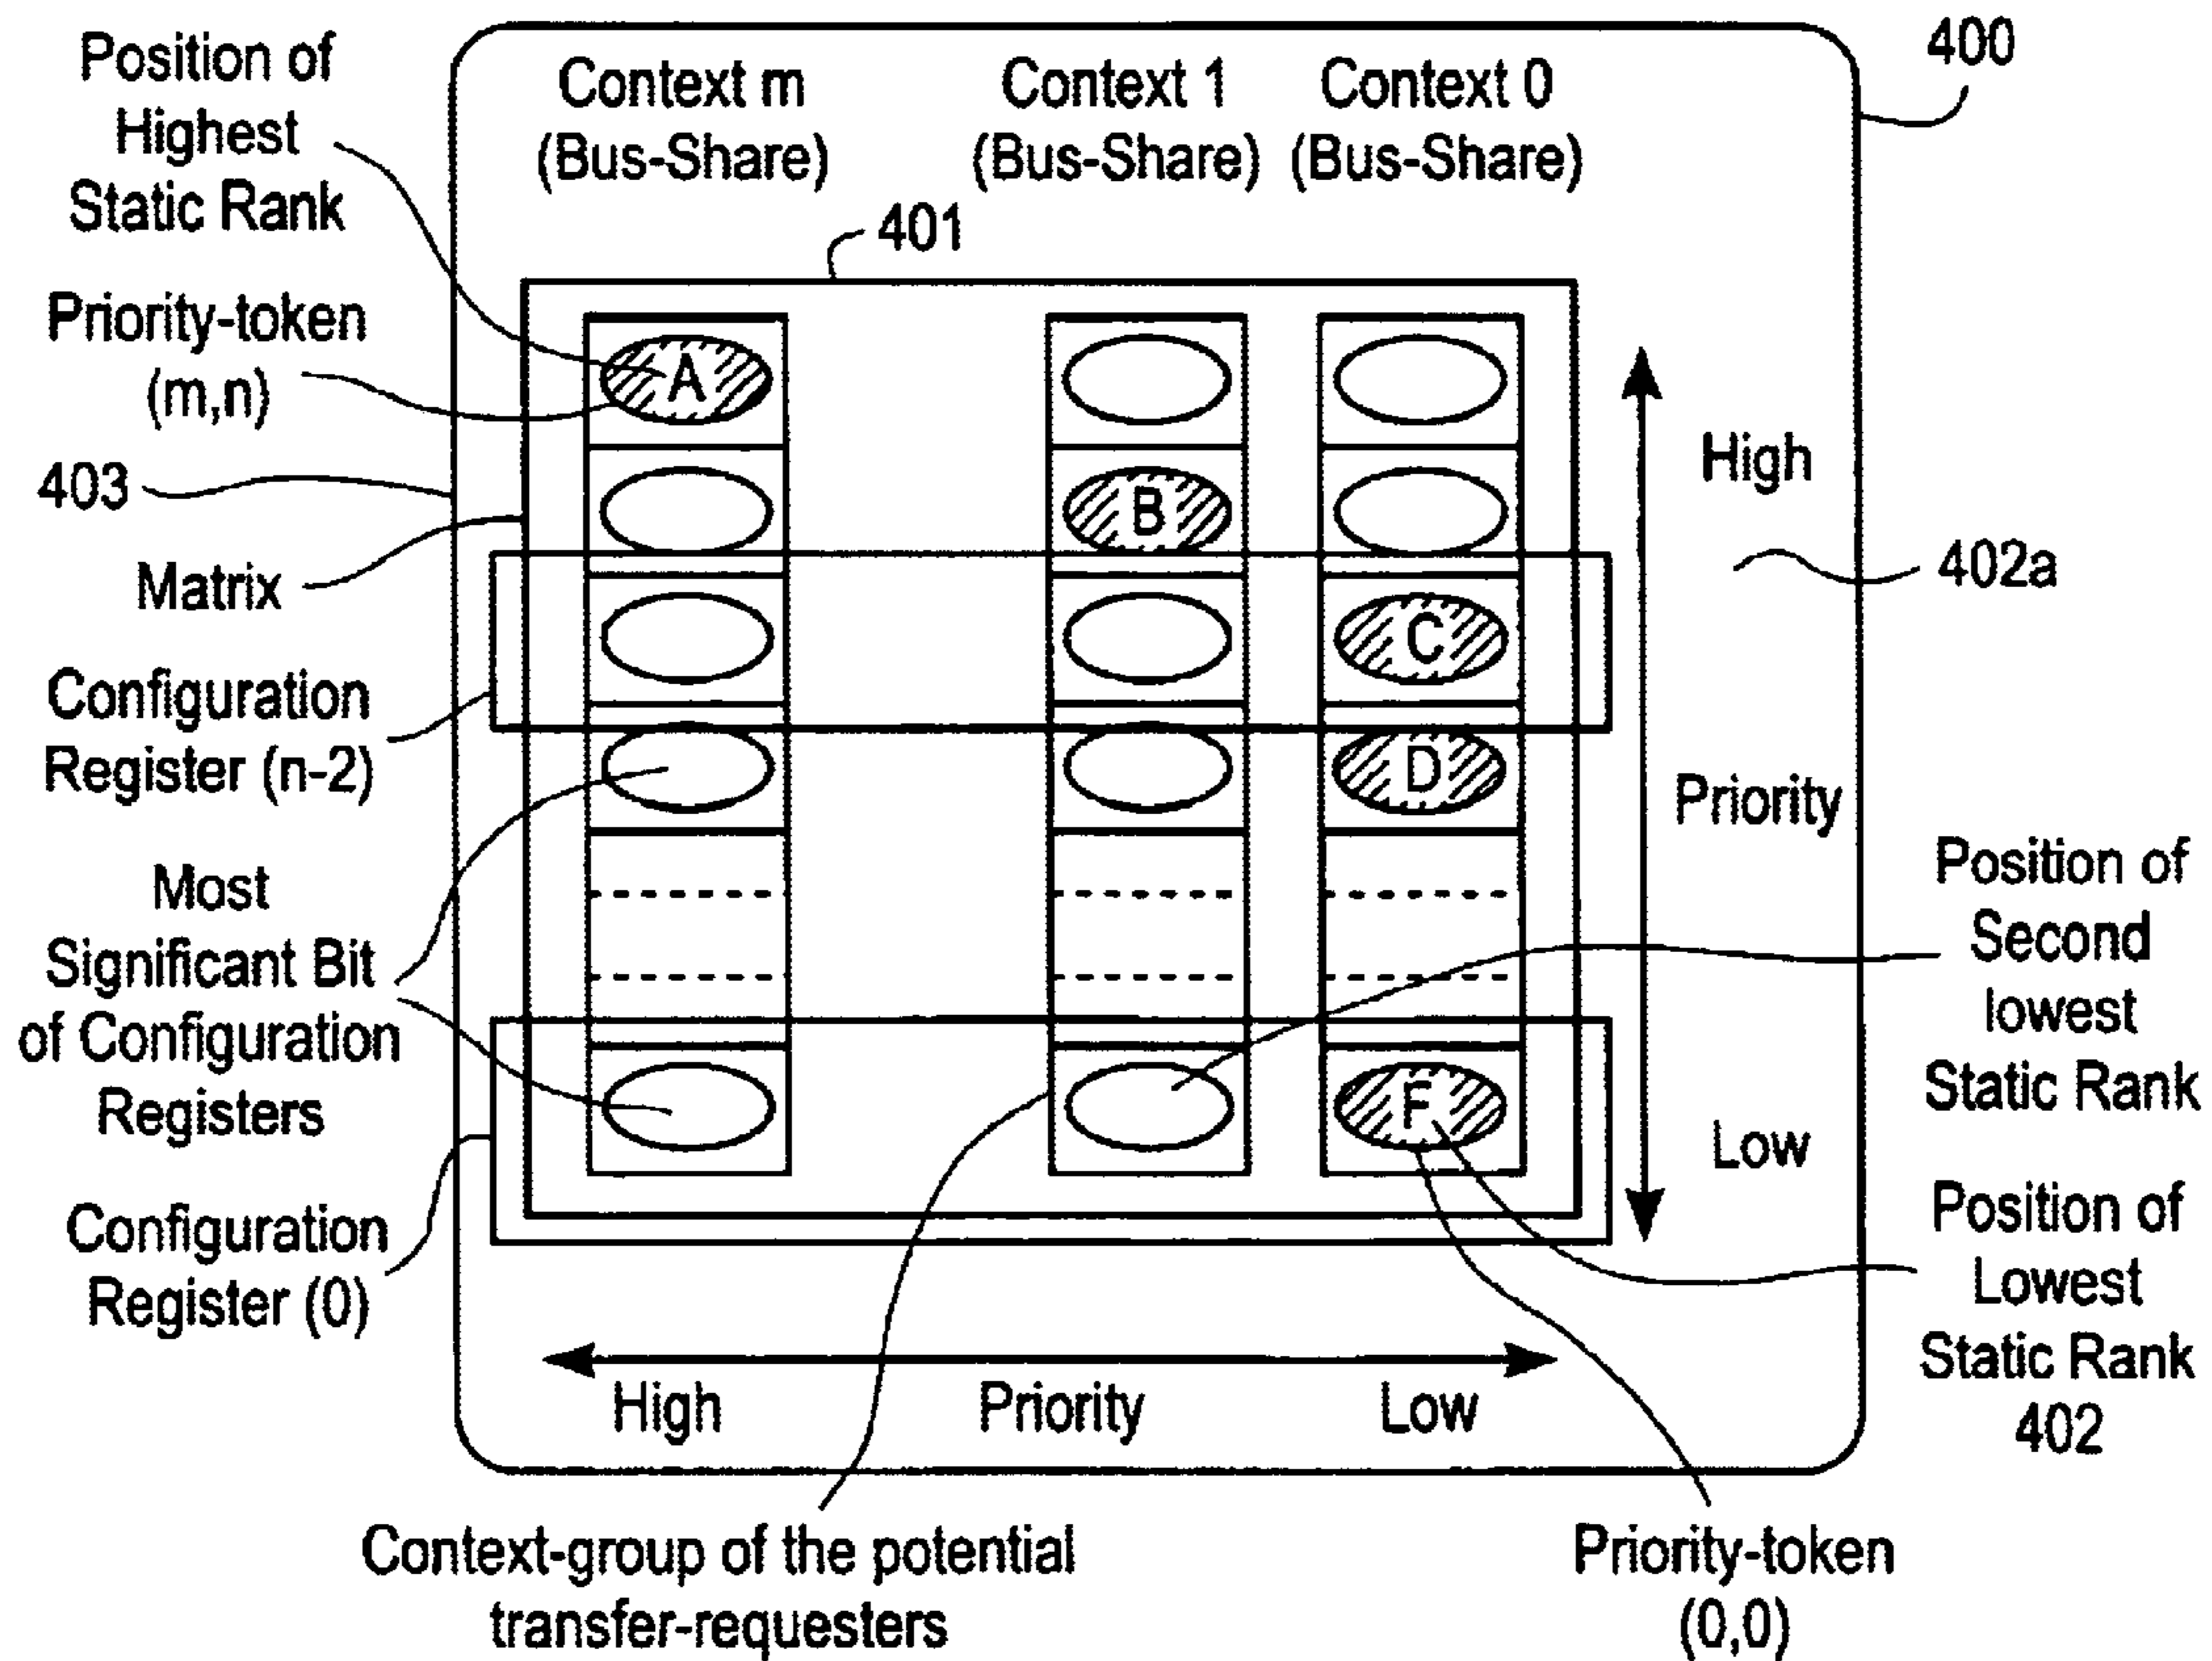 Position of
Highest
Static Rank
Context m
(Bus-Share)
Context 1
(Bus-Share)
Context 0
(Bus-Share)
400
401
Priority-token
(m,n)
403
Matrix
A
B
C
D
F
High
402a
Priority
Low
Configuration
Register (n-2)
Most
Significant Bit
of Configuration
Registers
Configuration
Register (0)
Position of
Second
lowest
Static Rank
Position of
Lowest
Static Rank
402
High
Priority
Low
Context-group of the potential
transfer-requesters
Priority-token
(0,0)